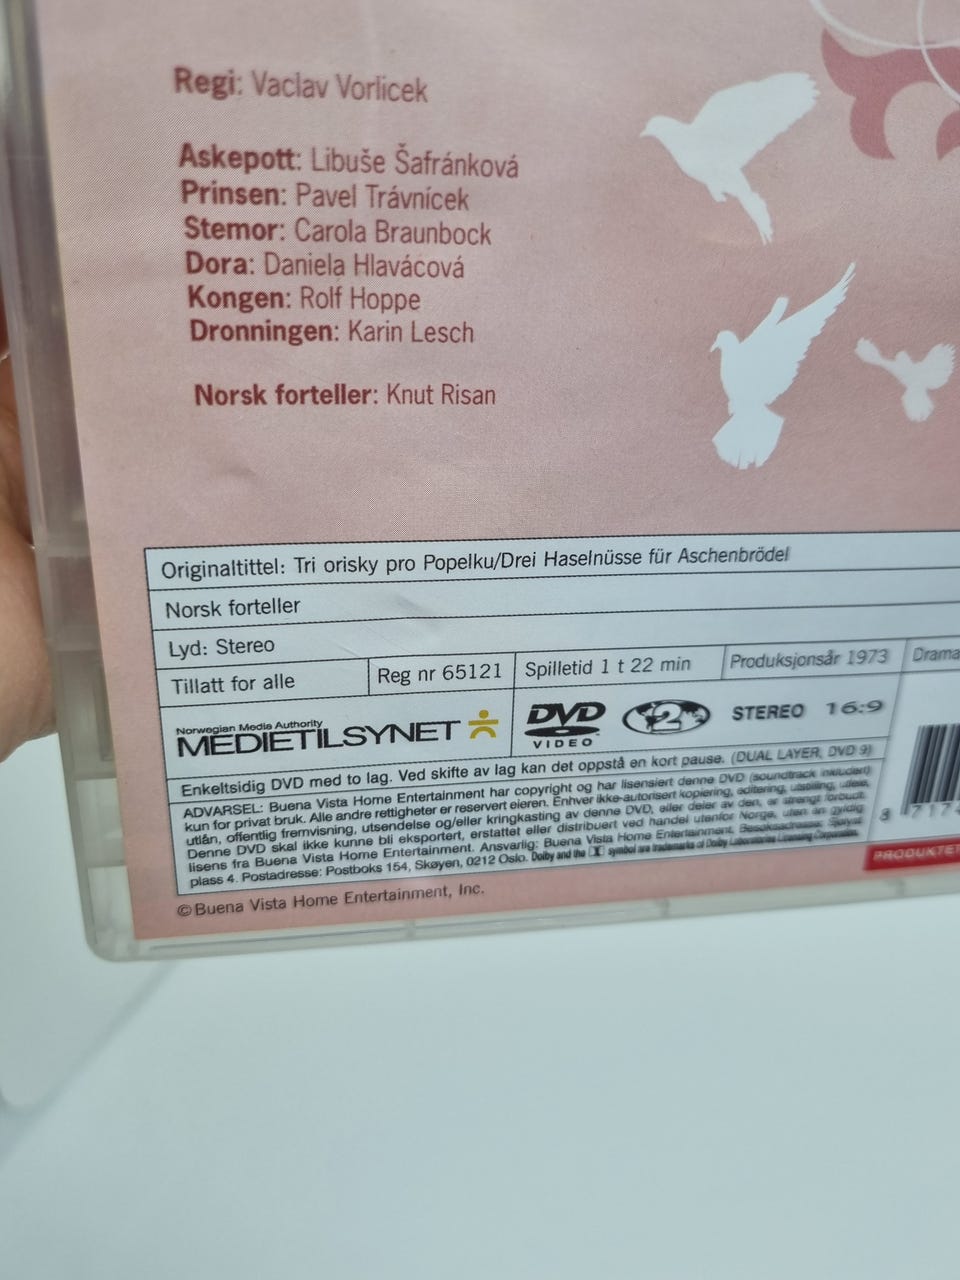 Regi: Vaclav Vorlicek
Askepott: Libuše Šafránková
Prinsen: Pavel Trávnícek
Stemor: Carola Braunbock
Dora: Daniela Hlavácová
Kongen: Rolf Hoppe
Dronningen: Karin Lesch
Norsk forteller: Knut Risan
Originaltittel: Tri orisky pro Popelku/Drei Haselnüsse für Aschenbrödel
Norsk forteller
Lyd: Stereo
Tillatt for alle Reg nr 65121 Spilletid 1 t 22 min Produksjonsår 1973 Drama
Norwegian Media Authority
MEDIETILSYNET
DVD VIDEO 2 STEREO 16:9
Enkeltsidig DVD med to lag. Ved skifte av lag kan det oppstå en kort pause. (DUAL LAYER, DVD 9)
ADVARSEL: Buena Vista Home Entertainment har copyright og har lisensiert denne DVD (soundtrack inkludert)
kun for privat bruk. Alle andre rettigheter er reservert eieren. Enhver ikke-autorisert kopiering, editering, utstilling, utleie,
utlån, offentlig fremvisning, utsendelse og/eller kringkasting av denne DVD, eller deler av den, er strengt forbudt.
Denne DVD skal ikke kunne bli eksportert, erstattet eller distribuert ved handel utenfor Norge, uten en gyldig
lisens fra Buena Vista Home Entertainment. Ansvarlig: Buena Vista Home Entertainment, Besøksadresse: Sjølyst
plass 4. Postadresse: Postboks 154, Skøyen, 0212 Oslo. Dolby and the symbol are trademarks of Dolby Laboratories Licensing Corporation.
8 7174
PRODUKTET
© Buena Vista Home Entertainment, Inc.